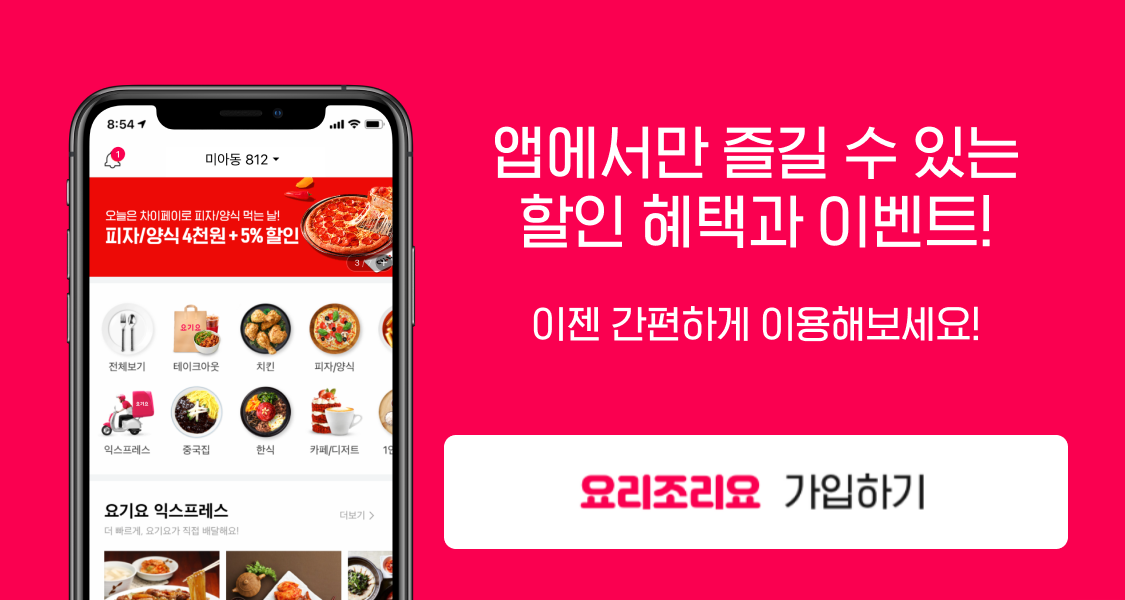 8:54
1
미아동 812
오늘은 차이페이로 피자/양식 먹는 날!
피자/양식 4천원 + 5% 할인
3 /
요기요
전체보기
테이크아웃
치킨
피자/양식
요기요
익스프레스
중국집
한식
카페/디저트
요기요 익스프레스
더보기
더 빠르게, 요기요가 직접 배달해요!
앱에서만 즐길 수 있는
할인 혜택과 이벤트!
이젠 간편하게 이용해보세요!
요리조리요 가입하기